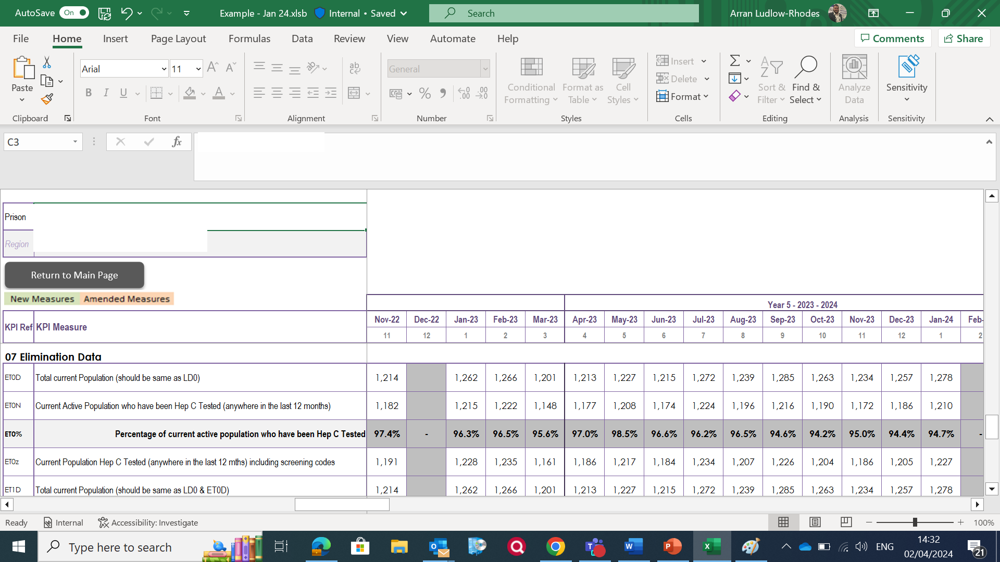 AutoSave On Example - Jan 24.xlsb Internal • Saved Search Arran Ludlow-Rhodes
File Home Insert Page Layout Formulas Data Review View Automate Help Comments Share
Arial 11 General
Paste
B I U
ab
Conditional Formatting
Format as Table
Cell Styles
Insert
Delete
Format
Sort & Filter
Find & Select
Analyze Data
Sensitivity
Clipboard Font Alignment Number Styles Cells Editing Analysis Sensitivity
C3 fx
Prison
Region
Return to Main Page
New Measures Amended Measures
Year 5 - 2023 - 2024
KPI Ref KPI Measure Nov-22 Dec-22 Jan-23 Feb-23 Mar-23 Apr-23 May-23 Jun-23 Jul-23 Aug-23 Sep-23 Oct-23 Nov-23 Dec-23 Jan-24 Feb-
11 12 1 2 3 4 5 6 7 8 9 10 11 12 1 2
07 Elimination Data
ET0D Total current Population (should be same as LD0) 1,214 1,262 1,266 1,201 1,213 1,227 1,215 1,272 1,239 1,285 1,263 1,234 1,257 1,278
ET0N Current Active Population who have been Hep C Tested (anywhere in the last 12 months) 1,182 1,215 1,222 1,148 1,177 1,208 1,174 1,224 1,196 1,216 1,190 1,172 1,186 1,210
ET0% Percentage of current active population who have been Hep C Tested 97.4% - 96.3% 96.5% 95.6% 97.0% 98.5% 96.6% 96.2% 96.5% 94.6% 94.2% 95.0% 94.4% 94.7% -
ET0z Current Population Hep C Tested (anywhere in the last 12 mths) including screening codes 1,191 1,228 1,235 1,161 1,186 1,217 1,184 1,234 1,207 1,226 1,204 1,186 1,205 1,227
ET1D Total current Population (should be same as LD0 & ET0D) 1,214 1,262 1,266 1,201 1,213 1,227 1,215 1,272 1,239 1,285 1,263 1,234 1,257 1,278
Ready Internal Accessibility: Investigate 100%
Type here to search ENG 14:32
02/04/2024 21